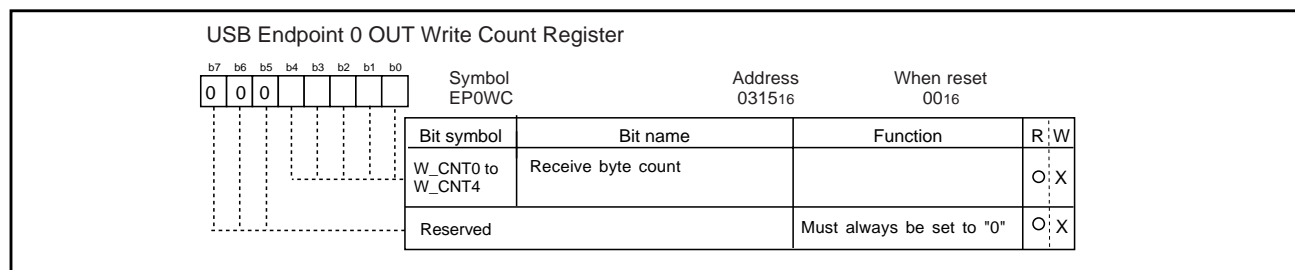 USB Endpoint 0 OUT Write Count Register
b7 b6 b5 b4 b3 b2 b1 b0
Symbol Address When reset
0 0 0
EP0WC 031516 0016
Bit symbol Bit name Function R W
W_CNT0 to Receive byte count
W_CNT4 O X
Reserved Must always be set to "0" O X